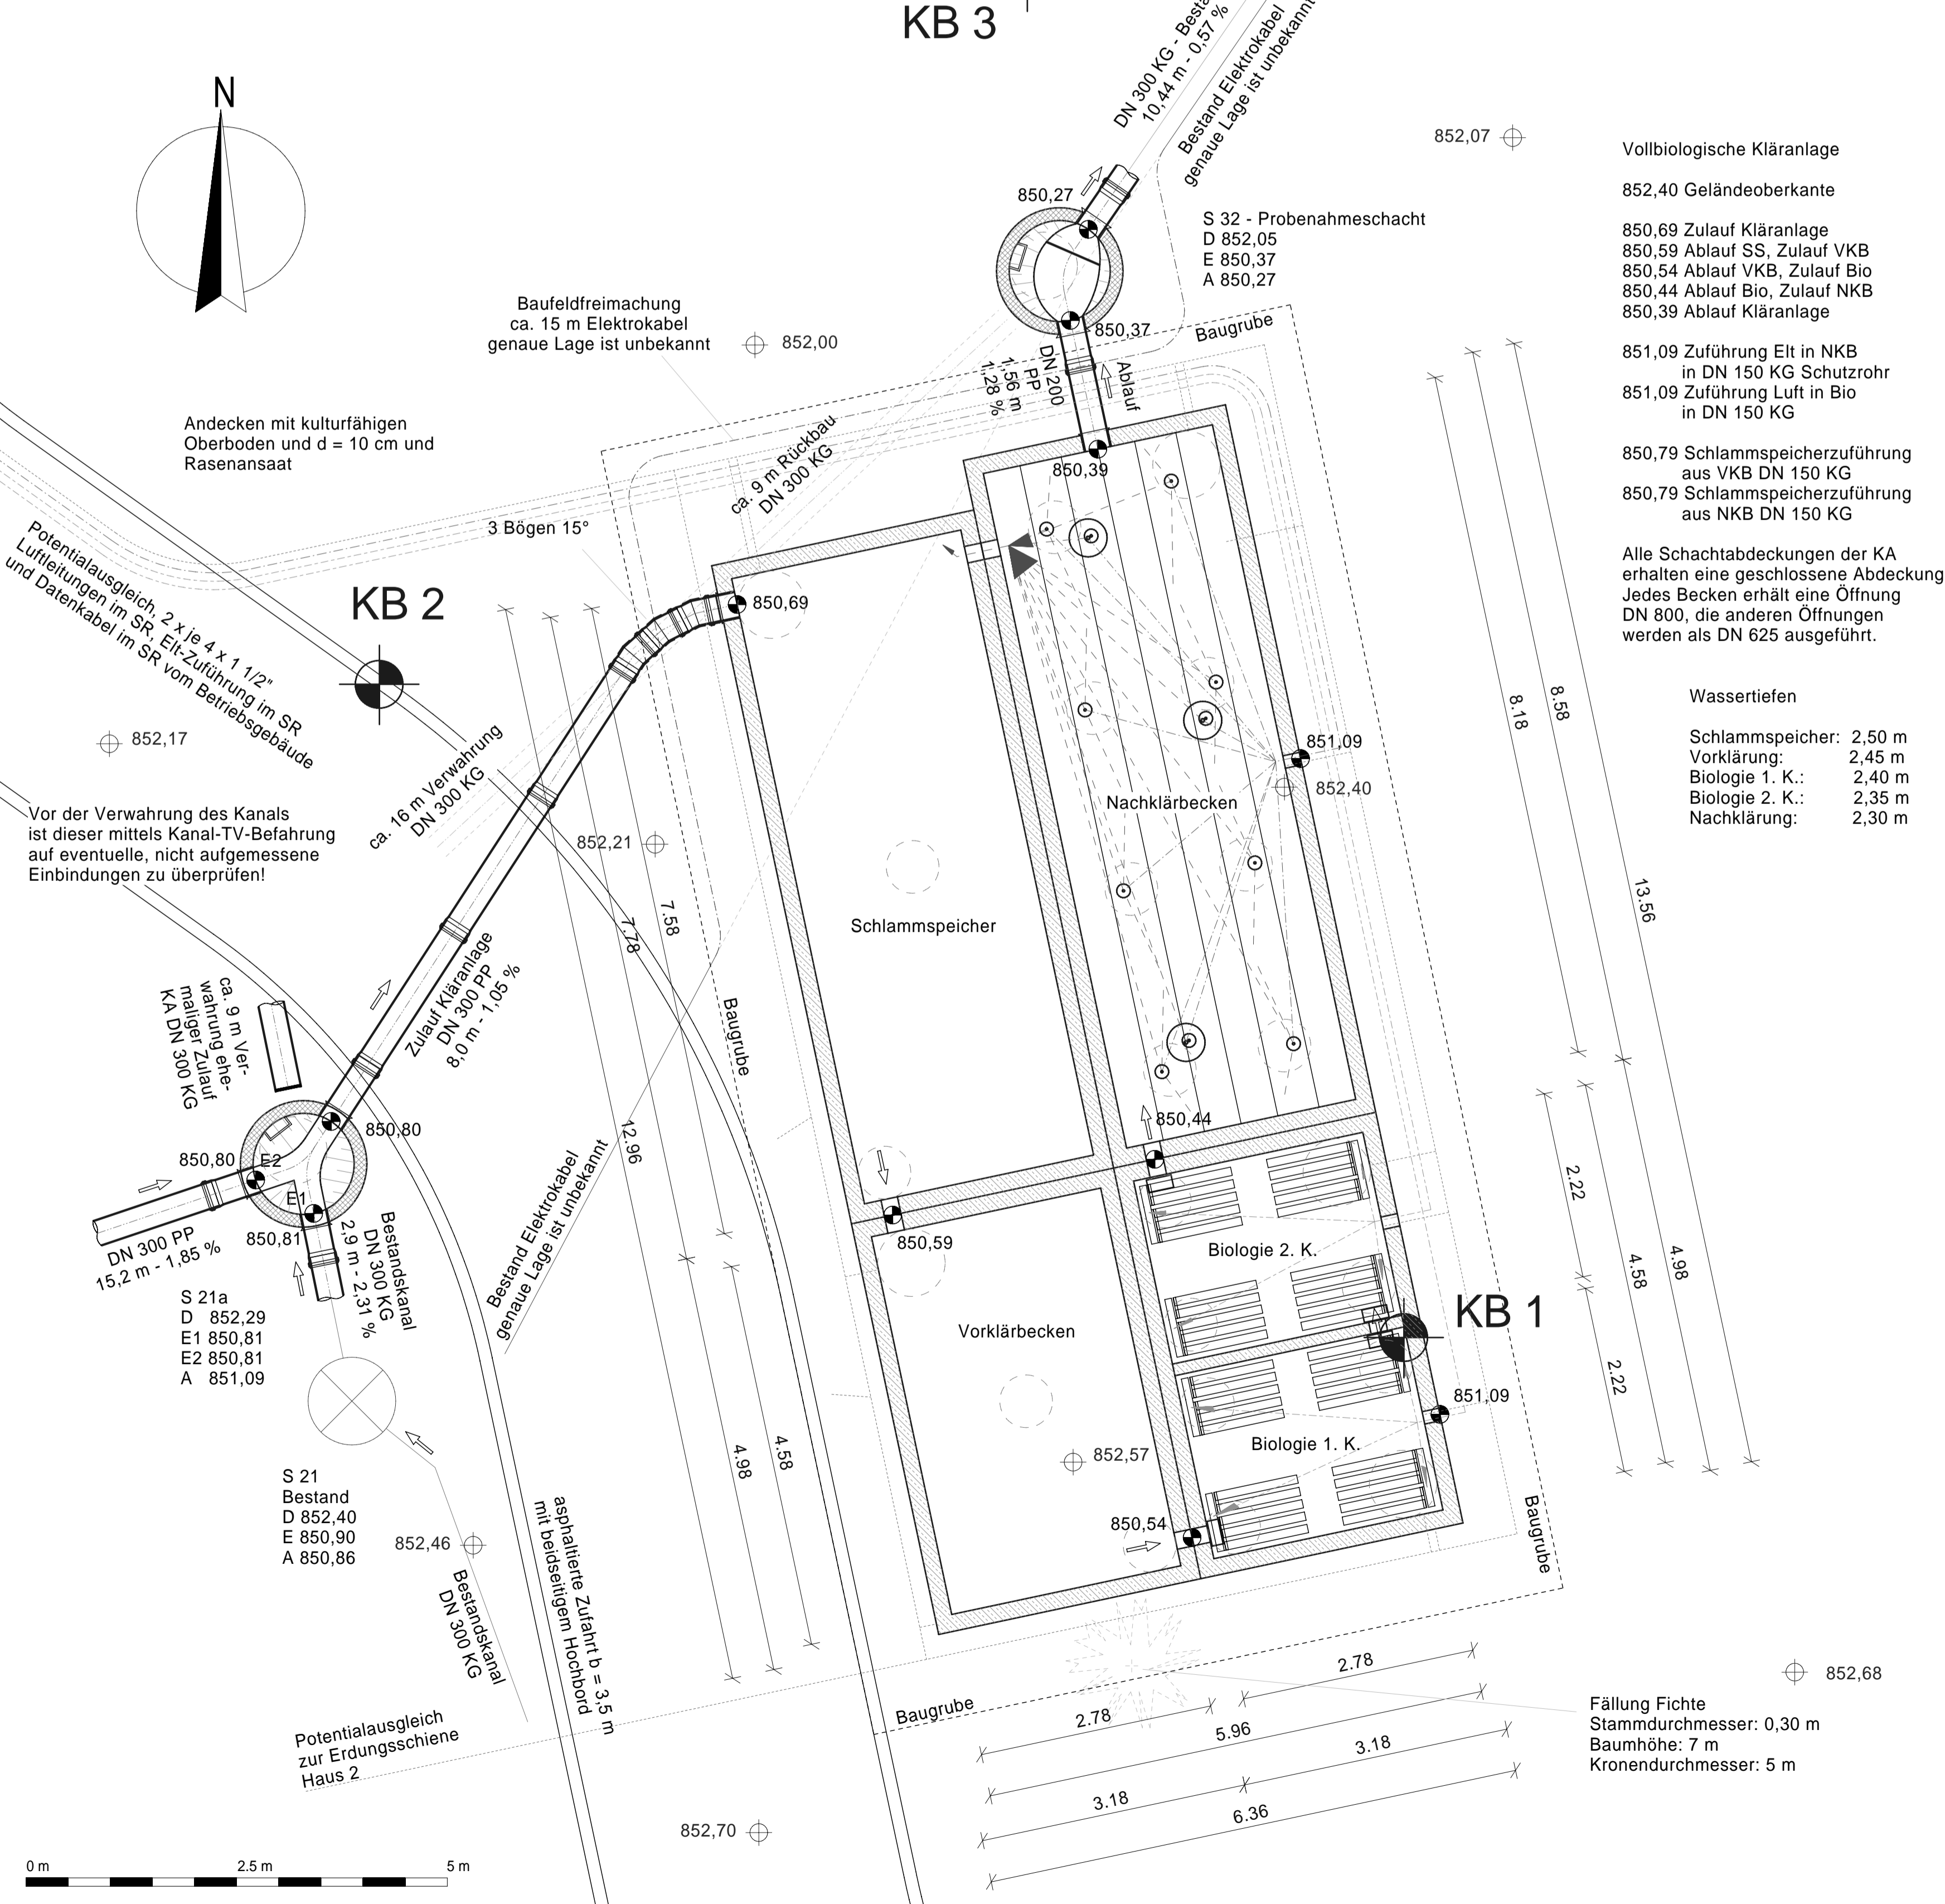 KB 3
N
DN 300 KG - Besta
10,44 m - 0,57 %
Bestand Elektrokabel
genaue Lage ist unbekannt
852,07
850,27
S 32 - Probenahmeschacht
D 852,05
E 850,37
A 850,27
Vollbiologische Kläranlage
852,40 Geländeoberkante
850,69 Zulauf Kläranlage
850,59 Ablauf SS, Zulauf VKB
850,54 Ablauf VKB, Zulauf Bio
850,44 Ablauf Bio, Zulauf NKB
850,39 Ablauf Kläranlage
851,09 Zuführung Elt in NKB
in DN 150 KG Schutzrohr
851,09 Zuführung Luft in Bio
in DN 150 KG
850,79 Schlammspeicherzuführung
aus VKB DN 150 KG
850,79 Schlammspeicherzuführung
aus NKB DN 150 KG
Alle Schachtabdeckungen der KA
erhalten eine geschlossene Abdeckung
Jedes Becken erhält eine Öffnung
DN 800, die anderen Öffnungen
werden als DN 625 ausgeführt.
Wassertiefen
Schlammspeicher: 2,50 m
Vorklärung: 2,45 m
Biologie 1. K.: 2,40 m
Biologie 2. K.: 2,35 m
Nachklärung: 2,30 m
Baufeldfreimachung
ca. 15 m Elektrokabel
genaue Lage ist unbekannt
852,00
850,37
Baugrube
DN 200
PP
1,56 m
1,28 %
Ablauf
850,39
Andecken mit kulturfähigen
Oberboden und d = 10 cm und
Rasenansaat
ca. 9 m Rückbau
DN 300 KG
3 Bögen 15°
Potentialausgleich, 2 x je 4 x 1 1/2"
Luftleitungen im SR, Elt-Zuführung im SR
und Datenkabel im SR vom Betriebsgebäude
KB 2
850,69
852,17
ca. 16 m Verwahrung
DN 300 KG
852,21
Vor der Verwahrung des Kanals
ist dieser mittels Kanal-TV-Befahrung
auf eventuelle, nicht aufgemessene
Einbindungen zu überprüfen!
Schlammspeicher
Nachklärbecken
851,09
852,40
8.18
8.58
13.56
7.58
7.78
12.96
Zulauf Kläranlage
DN 300 PP
8,0 m - 1,05 %
Baugrube
ca. 9 m Ver-
wahrung ehe-
maliger Zulauf
KA DN 300 KG
850,80
850,80
E2
E1
850,81
DN 300 PP
15,2 m - 1,85 %
Bestandskanal
DN 300 KG
2,9 m - 2,31 %
S 21a
D 852,29
E1 850,81
E2 850,81
A 851,09
Bestand Elektrokabel
genaue Lage ist unbekannt
850,44
850,59
Biologie 2. K.
KB 1
Vorklärbecken
851,09
Biologie 1. K.
852,57
850,54
2.22
4.58
4.98
2.22
4.98
4.58
S 21
Bestand
D 852,40
E 850,90
A 850,86
852,46
Bestandskanal
DN 300 KG
asphaltierte Zufahrt b = 3,5 m
mit beidseitigem Hochbord
Baugrube
Potentialausgleich
zur Erdungsschiene
Haus 2
Baugrube
2.78
2.78
5.96
3.18
3.18
6.36
852,68
Fällung Fichte
Stammdurchmesser: 0,30 m
Baumhöhe: 7 m
Kronendurchmesser: 5 m
852,70
0 m
2.5 m
5 m